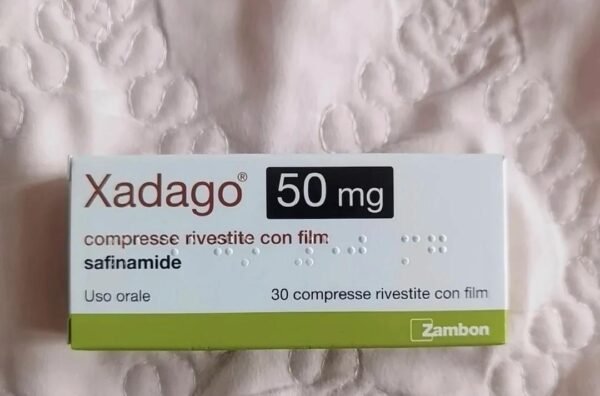 Xadago® 50 mg
compresse rivestite con film
safinamide
Uso orale 30 compresse rivestite con film
Zambon